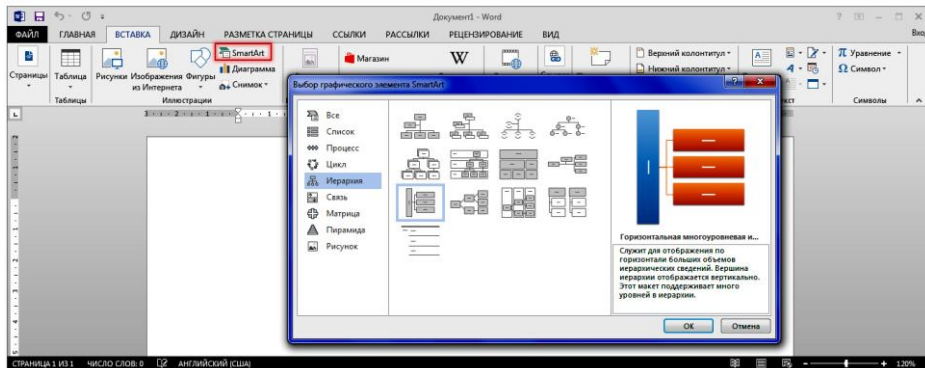 Документ1 - Word
ФАЙЛ ГЛАВНАЯ ВСТАВКА ДИЗАЙН РАЗМЕТКА СТРАНИЦЫ ССЫЛКИ РАССЫЛКИ РЕЦЕНЗИРОВАНИЕ ВИД Вхо
SmartArt Магазин Верхний колонтитул Уравнение
Страницы Таблица Рисунки Изображения Фигуры Диаграмма Нижний колонтитул Символ
из Интернета Снимок
Таблицы Иллюстрации Символы
Выбор графического элемента SmartArt
Все
Список
Процесс
Цикл
Иерархия
Связь
Матрица
Пирамида
Рисунок
Горизонтальная многоуровневая и...
Служит для отображения по
горизонтали больших объемов
иерархических сведений. Вершина
иерархии отображается вертикально.
Этот макет поддерживает много
уровней в иерархии.
ОК Отмена
СТРАНИЦА 1 ИЗ 1 ЧИСЛО СЛОВ: 0 АНГЛИЙСКИЙ (США) 120%